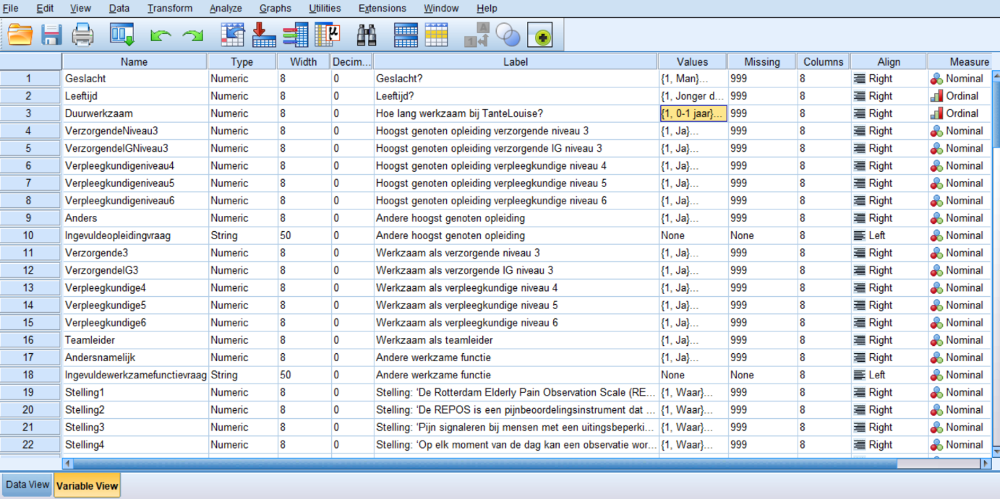 File Edit View Data Transform Analyze Graphs Utilities Extensions Window Help
Name Type Width Decim... Label Values Missing Columns Align Measure
1 Geslacht Numeric 8 0 Geslacht? {1, Man}... 999 8 Right Nominal
2 Leeftijd Numeric 8 0 Leeftijd? {1, Jonger d... 999 8 Right Ordinal
3 Duurwerkzaam Numeric 8 0 Hoe lang werkzaam bij TanteLouise? {1, 0-1 jaar}... 999 8 Right Ordinal
4 VerzorgendeNiveau3 Numeric 8 0 Hoogst genoten opleiding verzorgende niveau 3 {1, Ja}... 999 8 Right Nominal
5 VerzorgendeIGNiveau3 Numeric 8 0 Hoogst genoten opleiding verzorgende IG niveau 3 {1, Ja}... 999 8 Right Nominal
6 Verpleegkundigeniveau4 Numeric 8 0 Hoogst genoten opleiding verpleegkundige niveau 4 {1, Ja}... 999 8 Right Nominal
7 Verpleegkundigeniveau5 Numeric 8 0 Hoogst genoten opleiding verpleegkundige niveau 5 {1, Ja}... 999 8 Right Nominal
8 Verpleegkundigeniveau6 Numeric 8 0 Hoogst genoten opleiding verpleegkundige niveau 6 {1, Ja}... 999 8 Right Nominal
9 Anders Numeric 8 0 Andere hoogst genoten opleiding {1, Ja}... 999 8 Right Nominal
10 Ingevuldeopleidingvraag String 50 0 Andere hoogst genoten opleiding None None 8 Left Nominal
11 Verzorgende3 Numeric 8 0 Werkzaam als verzorgende niveau 3 {1, Ja}... 999 8 Right Nominal
12 VerzorgendeIG3 Numeric 8 0 Werkzaam als verzorgende IG niveau 3 {1, Ja}... 999 8 Right Nominal
13 Verpleegkundige4 Numeric 8 0 Werkzaam als verpleegkundige niveau 4 {1, Ja}... 999 8 Right Nominal
14 Verpleegkundige5 Numeric 8 0 Werkzaam als verpleegkundige niveau 5 {1, Ja}... 999 8 Right Nominal
15 Verpleegkundige6 Numeric 8 0 Werkzaam als verpleegkundige niveau 6 {1, Ja}... 999 8 Right Nominal
16 Teamleider Numeric 8 0 Werkzaam als teamleider {1, Ja}... 999 8 Right Nominal
17 Andersnamelijk Numeric 8 0 Andere werkzame functie {1, Ja}... 999 8 Right Nominal
18 Ingevuldewerkzamefunctievraag String 50 0 Andere werkzame functie None None 8 Left Nominal
19 Stelling1 Numeric 8 0 Stelling: ‘De Rotterdam Elderly Pain Observation Scale (RE... {1, Waar}... 999 8 Right Nominal
20 Stelling2 Numeric 8 0 Stelling: ‘De REPOS is een pijnbeoordelingsinstrument dat ... {1, Waar}... 999 8 Right Nominal
21 Stelling3 Numeric 8 0 Stelling: ‘Pijn signaleren bij mensen met een uitingsbeperki... {1, Waar}... 999 8 Right Nominal
22 Stelling4 Numeric 8 0 Stelling: ‘Op elk moment van de dag kan een observatie wor... {1, Waar}... 999 8 Right Nominal
Data View Variable View